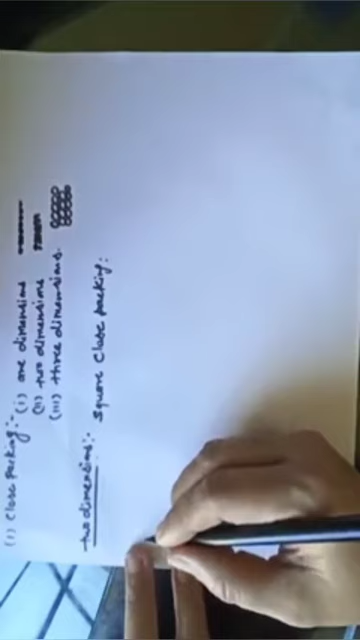 (1) Close Packing:- (i) one dimensions
(ii) two dimensions
(iii) three dimensions.
two dimensions:- Square Close Packing: